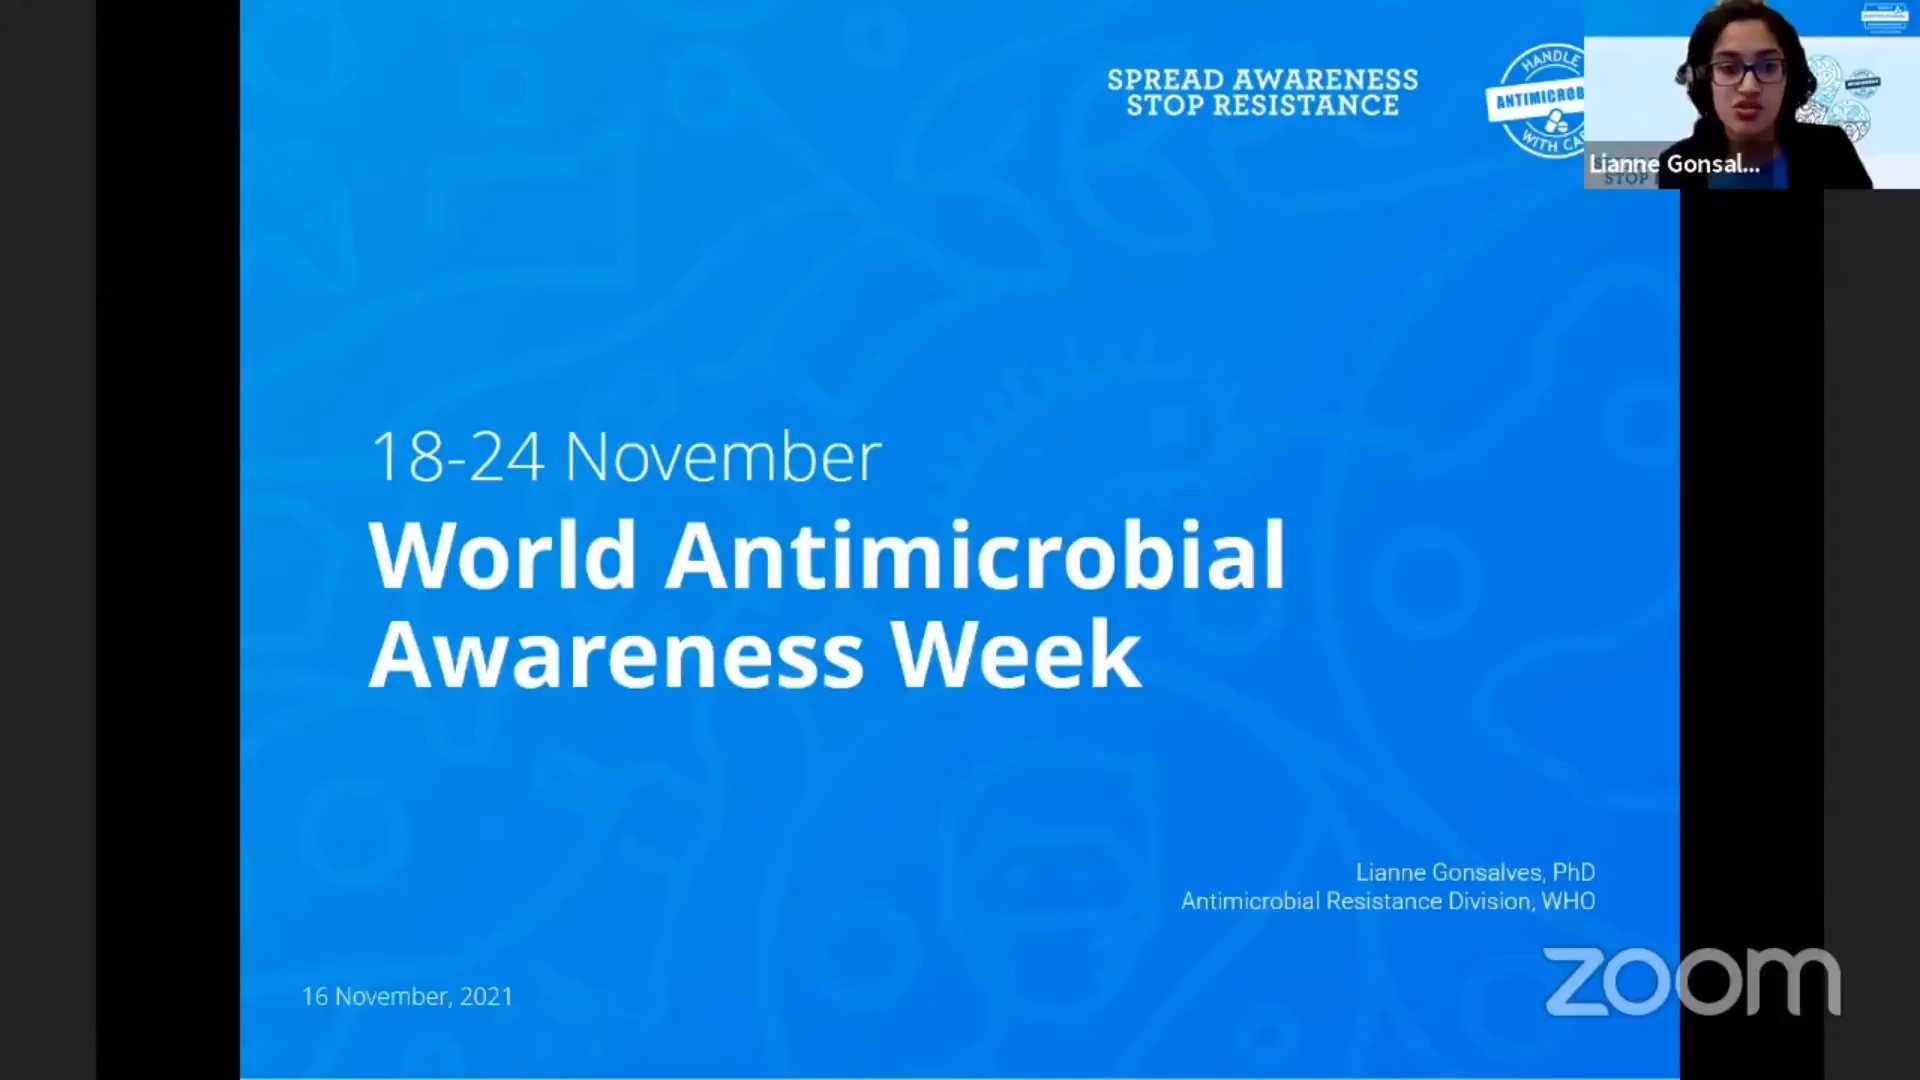 SPREAD AWARENESS
STOP RESISTANCE
HANDLE
ANTIMICROB
WITH CA
Lianne Gonsal...
STOP
18-24 November
World Antimicrobial
Awareness Week
Lianne Gonsalves, PhD
Antimicrobial Resistance Division, WHO
16 November, 2021
zoom